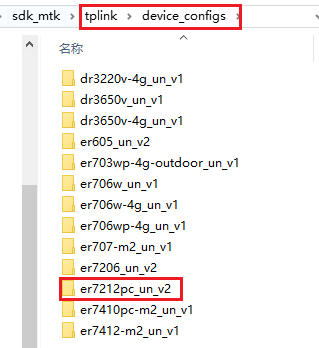 sdk_mtk › tplink › device_configs ›
名称
dr3220v-4g_un_v1
dr3650v_un_v1
dr3650v-4g_un_v1
er605_un_v2
er703wp-4g-outdoor_un_v1
er706w_un_v1
er706w-4g_un_v1
er706wp-4g_un_v1
er707-m2_un_v1
er7206_un_v2
er7212pc_un_v2
er7410pc-m2_un_v1
er7412-m2_un_v1